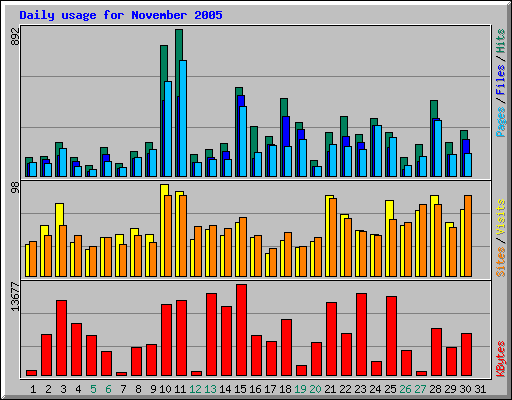 Daily usage for November 2005
892
Pages / Files / Hits
98
Sites / Visits
13677
KBytes
1 2 3 4 5 6 7 8 9 10 11 12 13 14 15 16 17 18 19 20 21 22 23 24 25 26 27 28 29 30 31